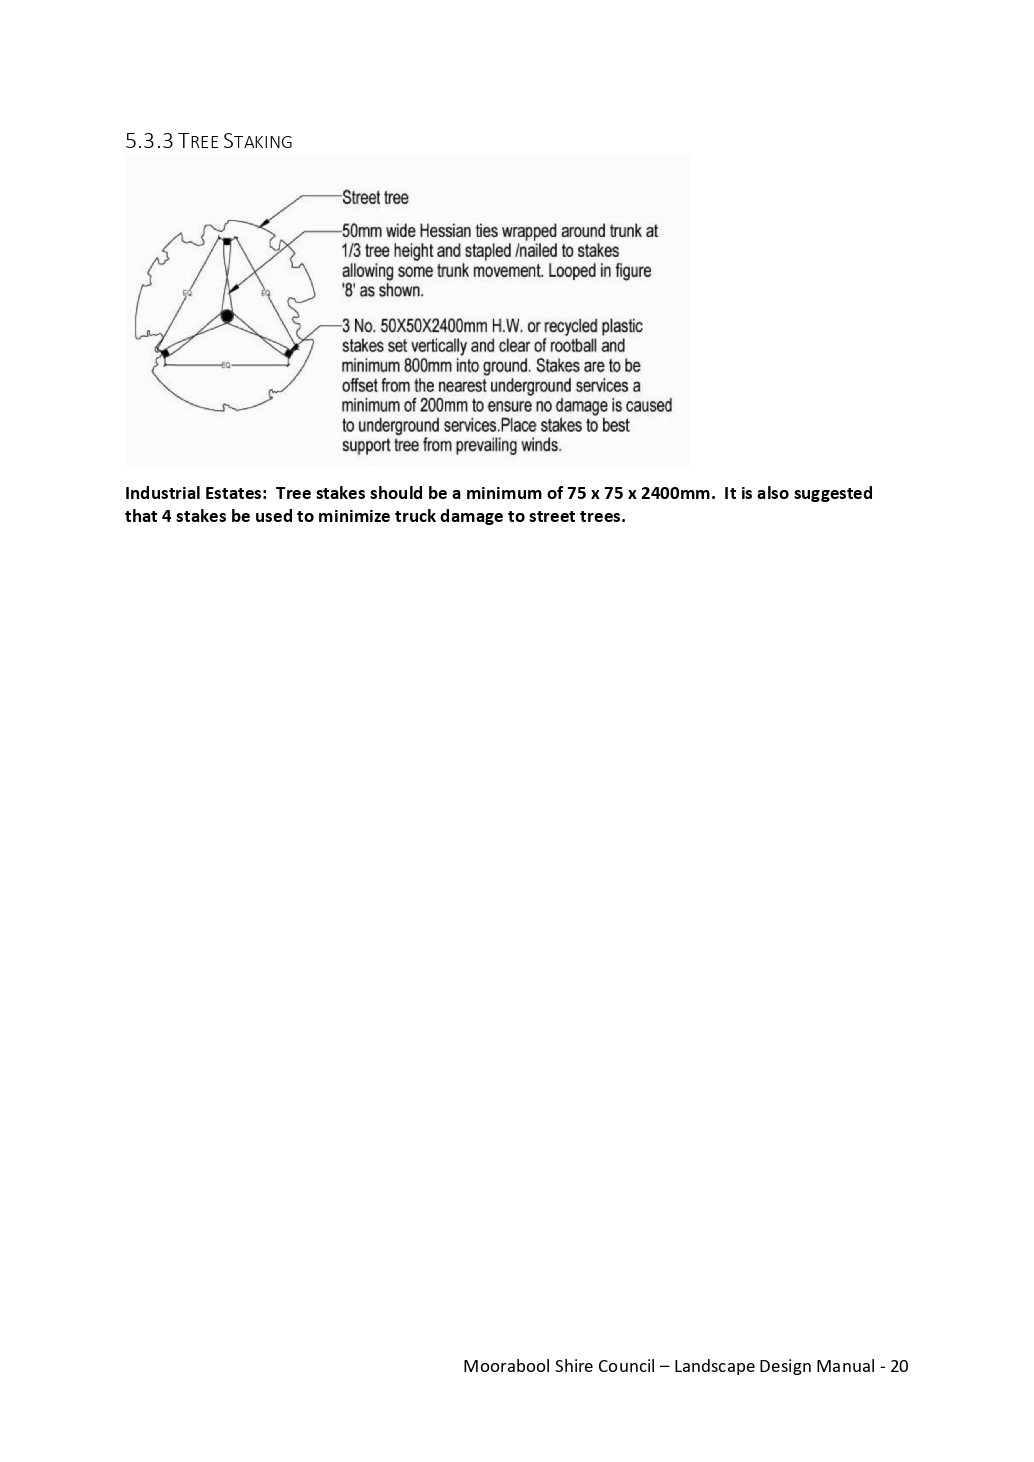 5.3.3 TREE STAKING
Street tree
50mm wide Hessian ties wrapped around trunk at
1/3 tree height and stapled /nailed to stakes
allowing some trunk movement. Looped in figure
'8' as shown.
EQ
EQ
3 No. 50X50X2400mm H.W. or recycled plastic
stakes set vertically and clear of rootball and
minimum 800mm into ground. Stakes are to be
offset from the nearest underground services a
minimum of 200mm to ensure no damage is caused
to underground services.Place stakes to best
support tree from prevailing winds.
EQ
Industrial Estates:  Tree stakes should be a minimum of 75 x 75 x 2400mm.  It is also suggested
that 4 stakes be used to minimize truck damage to street trees.
Moorabool Shire Council – Landscape Design Manual - 20